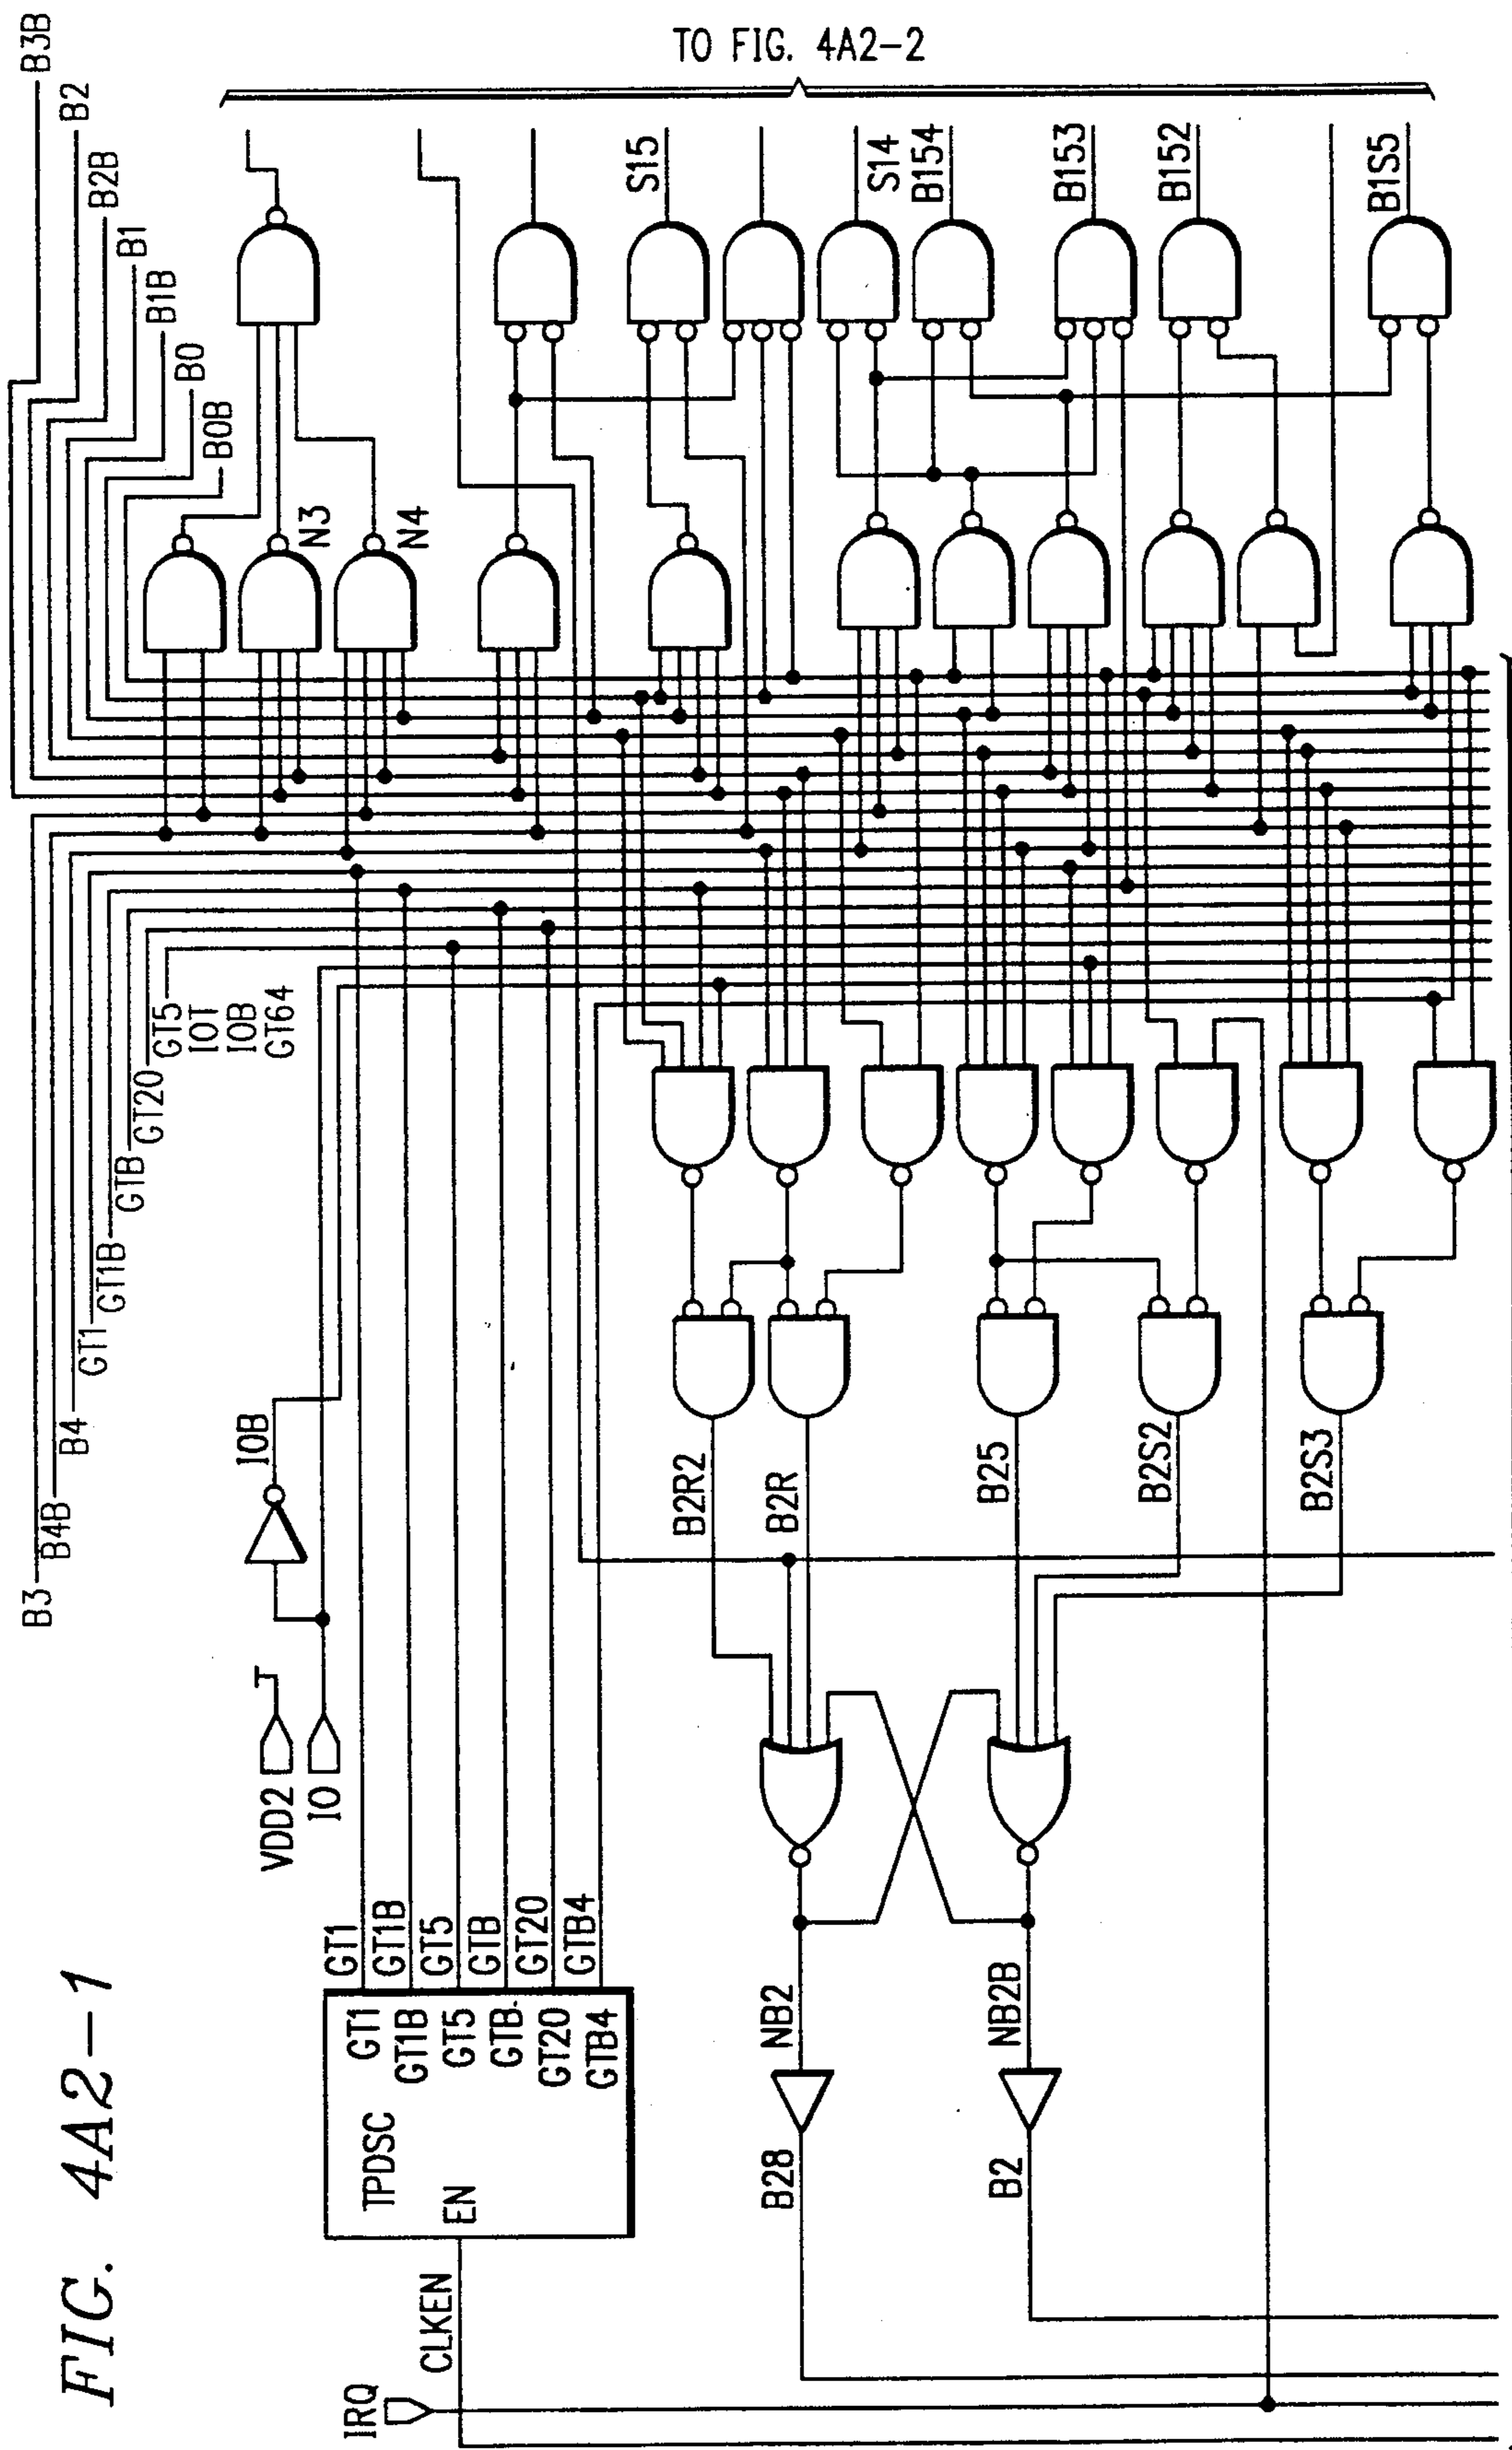 FIG. 4A2-1
TO FIG. 4A2-2
B3B
B2
B2B
B1
B1B
B0
B0B
B3
B4B
B4
GT1
GT1B
GTB
GT20
GT5
IOT
IOB
GT64
N3
N4
S15
S14
B154
B153
B152
B1S5
VDD2
IO
IOB
GT1
GT1B
GT5
GTB
GT20
GTB4
GT1
GT1B
GT5
GTB
GT20
GTB4
TPDSC
EN
CLKEN
IRQ
B2R2
B2R
B25
B2S2
B2S3
NB2
NB2B
B28
B2